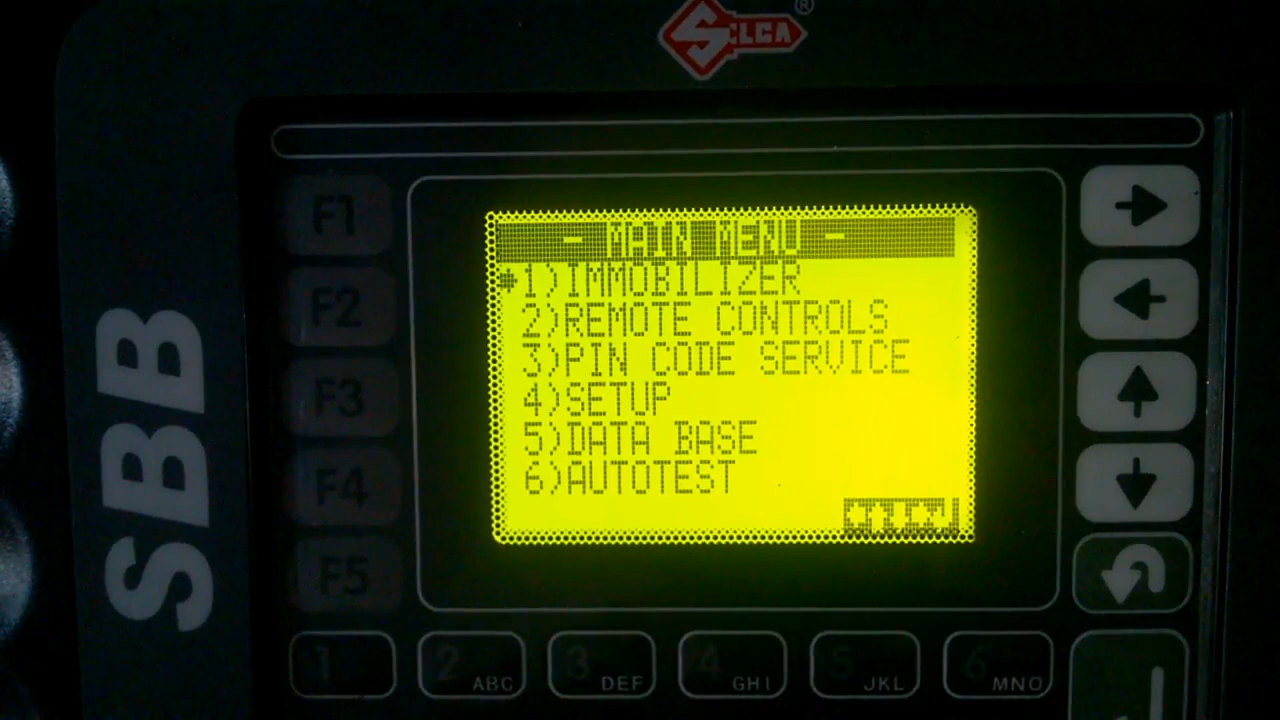 SILCA ®
SBB
F1
F2
F3
F4
F5
- MAIN MENU -
1)IMMOBILIZER
2)REMOTE CONTROLS
3)PIN CODE SERVICE
4)SETUP
5)DATA BASE
6)AUTOTEST
1
2 ABC
3 DEF
4 GHI
5 JKL
6 MNO